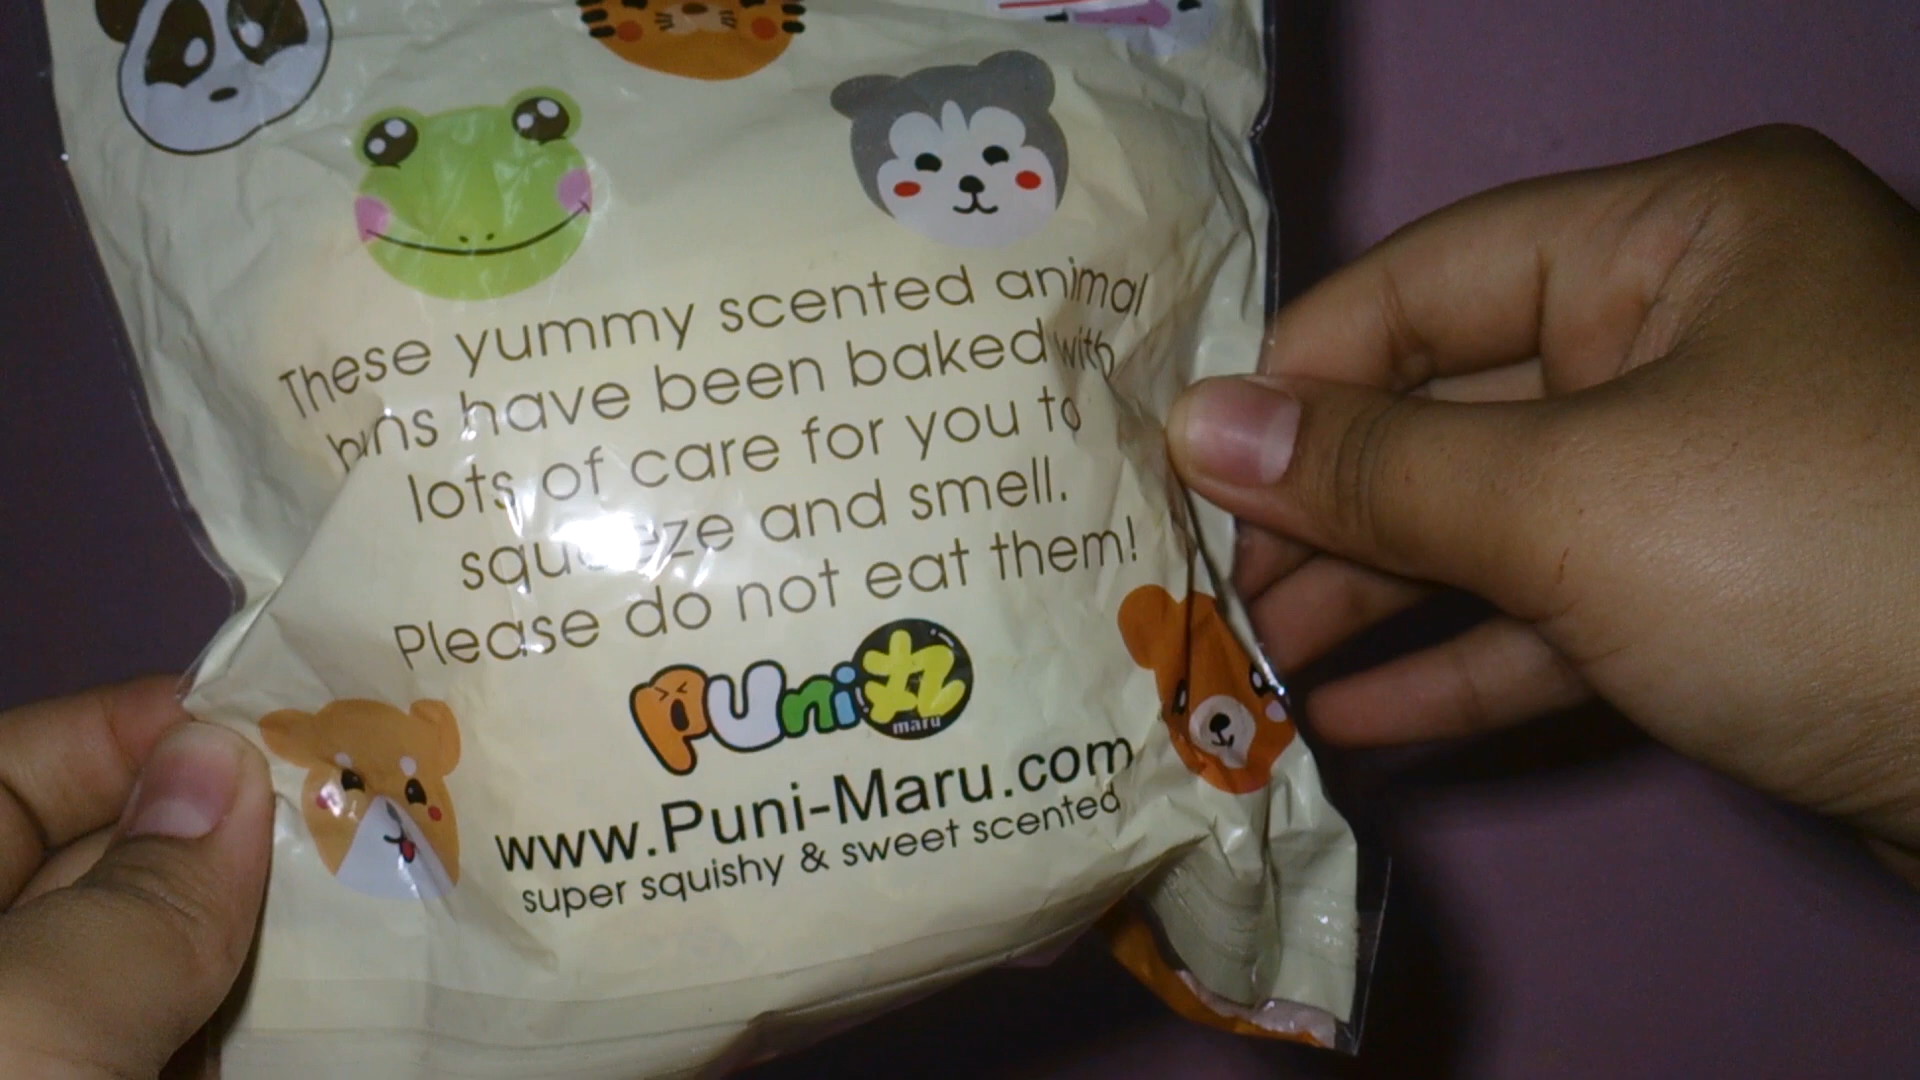 These yummy scented animal
buns have been baked with
lots of care for you to
squeeze and smell.
Please do not eat them!
Puni丸
maru
www.Puni-Maru.com
super squishy & sweet scented